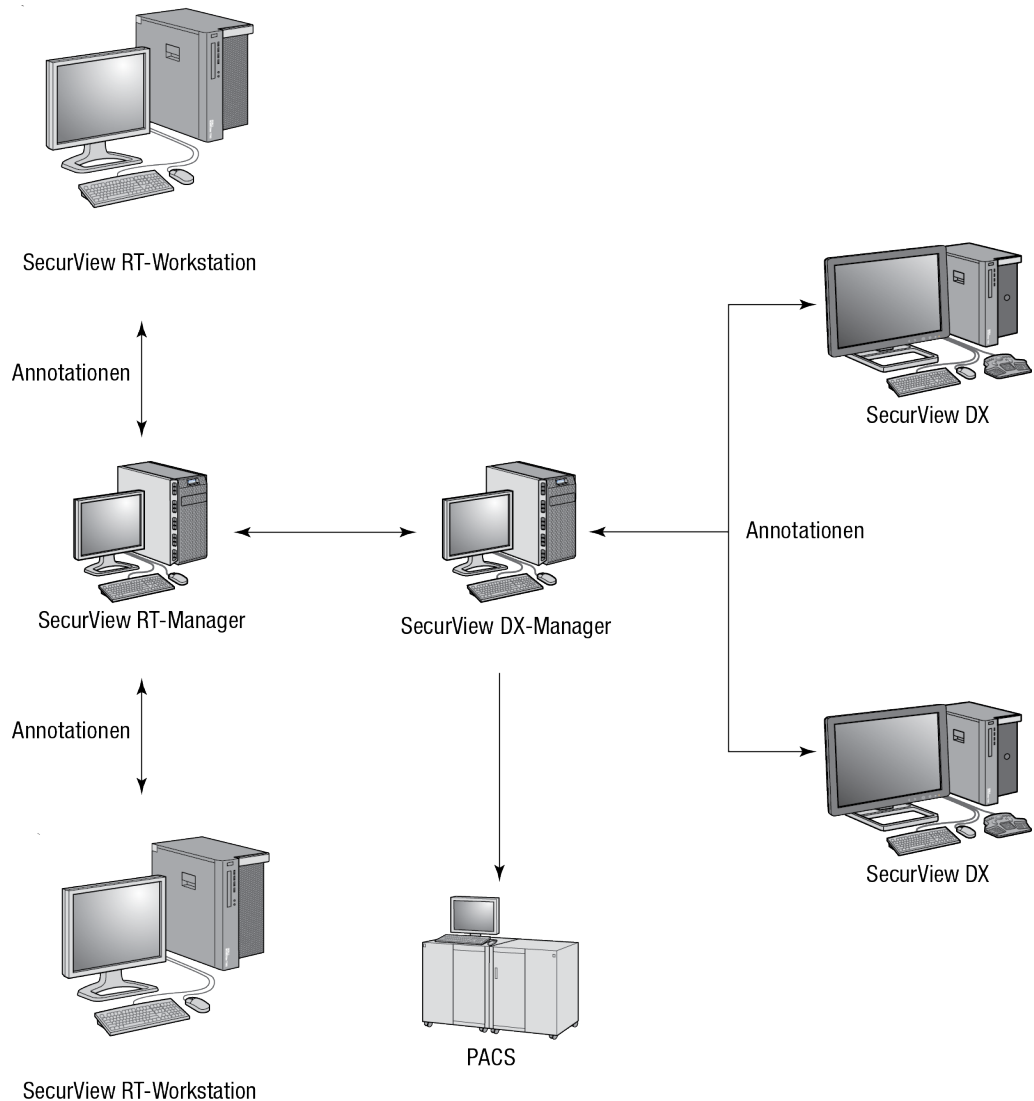 SecurView RT-Workstation
SecurView DX
Annotationen
Annotationen
SecurView RT-Manager
SecurView DX-Manager
Annotationen
SecurView DX
PACS
SecurView RT-Workstation